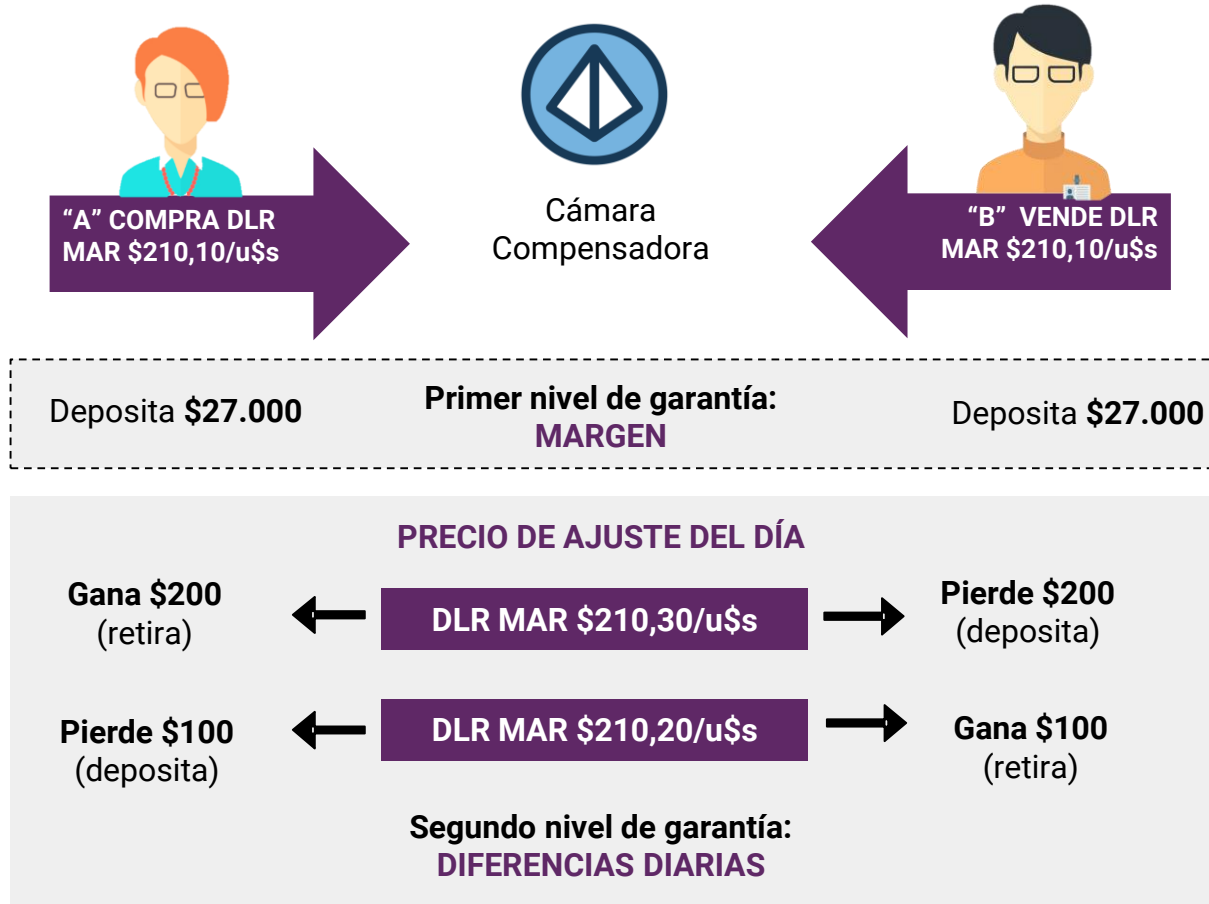 “A” COMPRA DLR
MAR $210,10/u$s
Cámara
Compensadora
“B” VENDE DLR
MAR $210,10/u$s
Deposita $27.000
Primer nivel de garantía:
MARGEN
Deposita $27.000
PRECIO DE AJUSTE DEL DÍA
Gana $200
(retira)
DLR MAR $210,30/u$s
Pierde $200
(deposita)
Pierde $100
(deposita)
DLR MAR $210,20/u$s
Gana $100
(retira)
Segundo nivel de garantía:
DIFERENCIAS DIARIAS